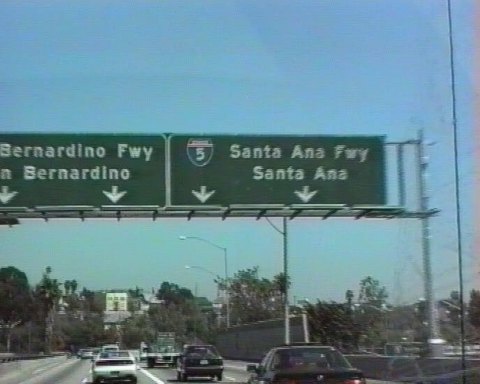 Bernardino Fwy
n Bernardino
5
Santa Ana Fwy
Santa Ana